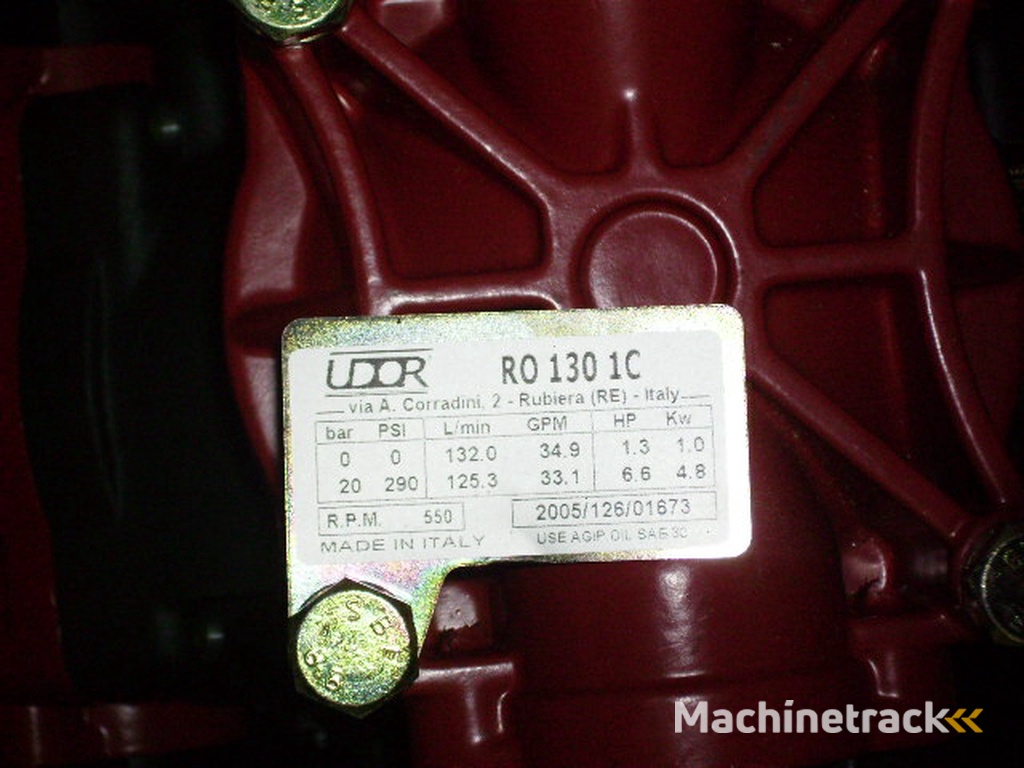 UDOR RO 130 1C
via A. Corradini, 2 - Rubiera (RE) - Italy
bar PSI L/min GPM HP Kw
0 0 132.0 34.9 1.3 1.0
20 290 125.3 33.1 6.6 4.8
R.P.M. 550 2005/126/01673
MADE IN ITALY USE AGIP OIL SAE 30
Machinetrack